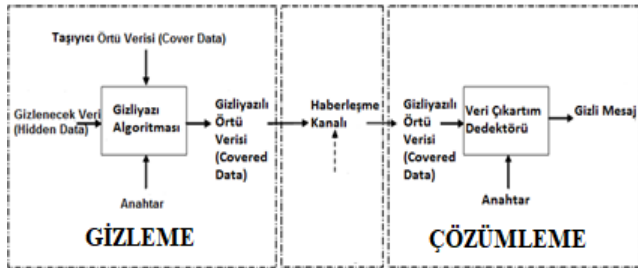 Taşıyıcı Örtü Verisi (Cover Data)
Gizlenecek Veri
(Hidden Data)
Gizliyazı
Algoritması
Anahtar
Gizliyazılı
Örtü
Verisi
(Covered
Data)
GİZLEME
Haberleşme
Kanalı
Gizliyazılı
Örtü
Verisi
(Covered
Data)
Veri Çıkartım
Dedektörü
Anahtar
Gizli Mesaj
ÇÖZÜMLEME